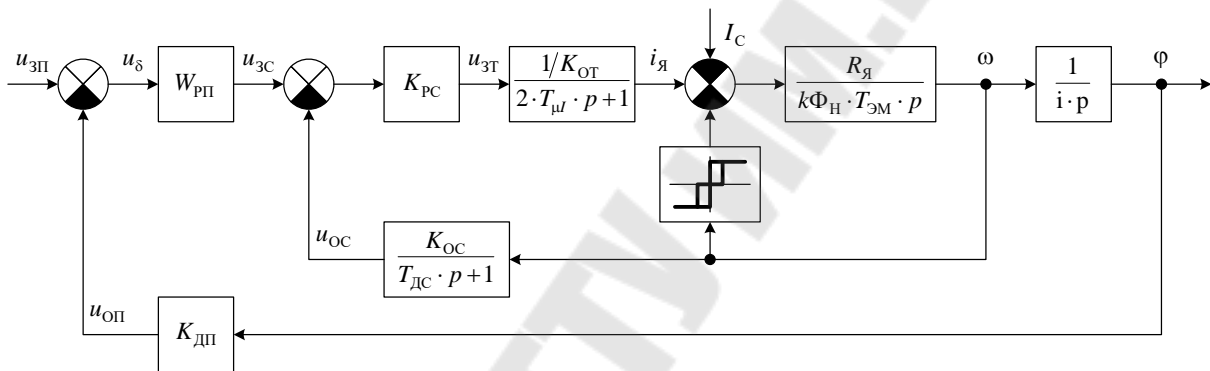 u_ЗП
u_δ
W_РП
u_ЗС
K_РС
u_ЗТ
1/K_ОТ
2·T_μI·p+1
i_Я
I_С
R_Я
kΦ_Н·T_ЭМ·p
ω
1
i·p
φ
u_ОС
K_ОС
T_ДС·p+1
u_ОП
K_ДП